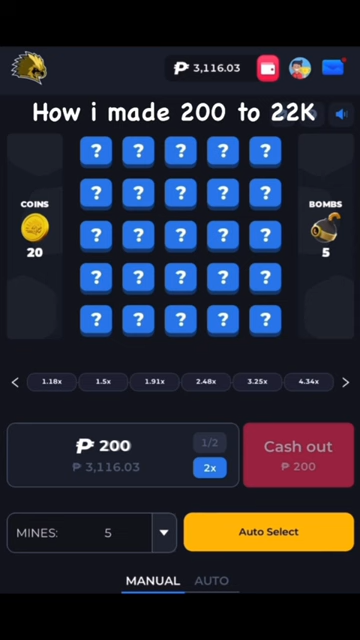 ₱ 3,116.03
How i made 200 to 22K
? ? ? ? ?
? ? ? ? ?
COINS
20
BOMBS
5
? ? ? ? ?
? ? ? ? ?
? ? ? ? ?
< 1.18x 1.5x 1.91x 2.48x 3.25x 4.34x >
₱ 200
₱ 3,116.03
1/2
2x
Cash out
₱ 200
MINES: 5
Auto Select
MANUAL AUTO